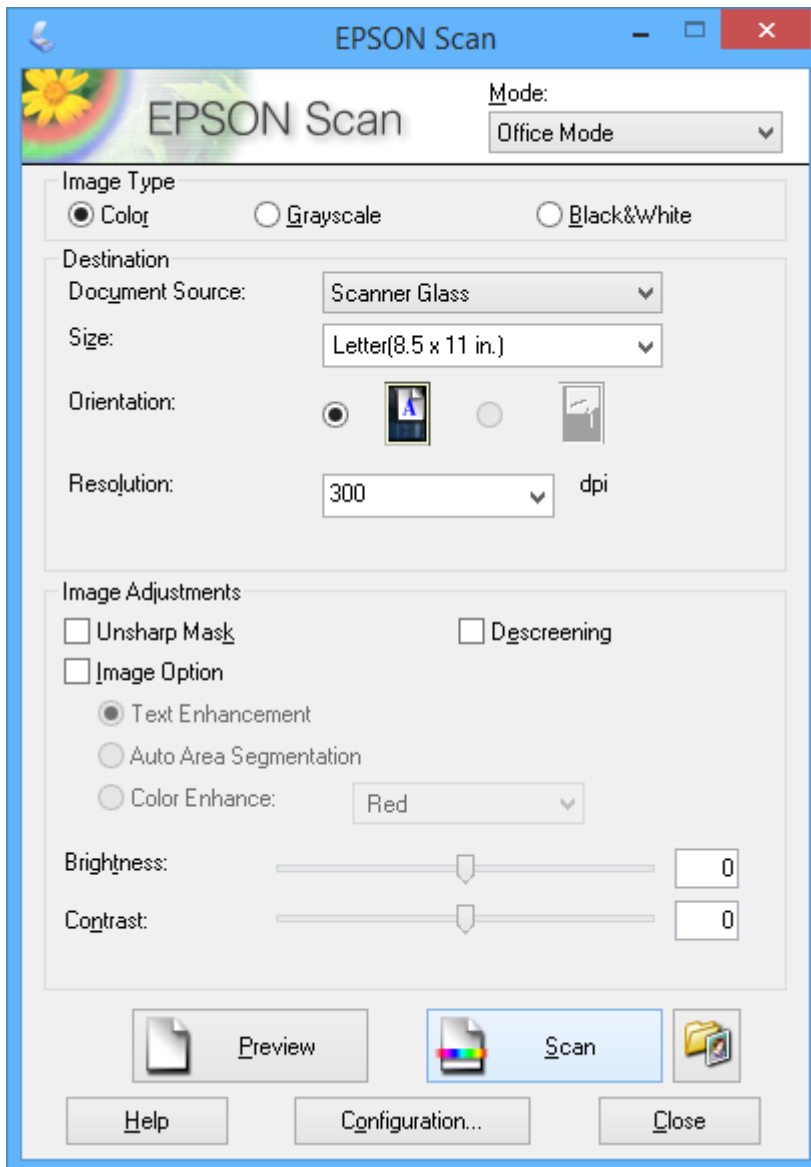 EPSON Scan
EPSON Scan
Mode:
Office Mode
Image Type
Color Grayscale Black&White
Destination
Document Source: Scanner Glass
Size: Letter(8.5 x 11 in.)
Orientation: A
Resolution: 300 dpi
Image Adjustments
Unsharp Mask Descreening
Image Option
Text Enhancement
Auto Area Segmentation
Color Enhance: Red
Brightness: 0
Contrast: 0
Preview Scan
Help Configuration... Close